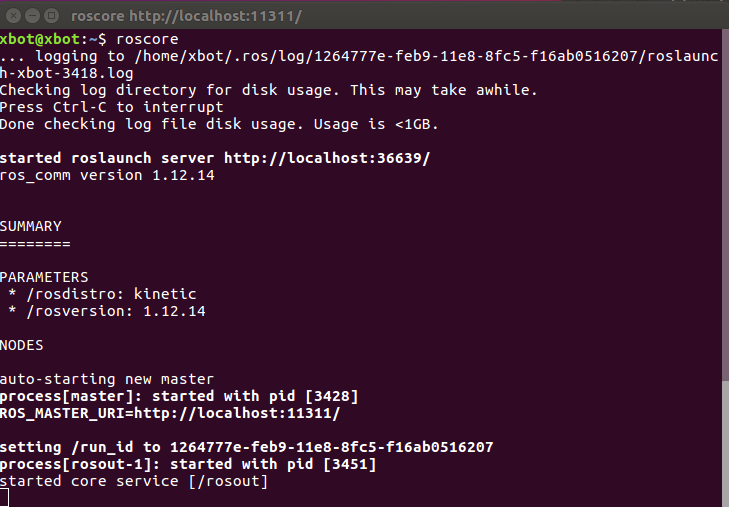 roscore http://localhost:11311/
xbot@xbot:~$ roscore
... logging to /home/xbot/.ros/log/1264777e-feb9-11e8-8fc5-f16ab0516207/roslaunc
h-xbot-3418.log
Checking log directory for disk usage. This may take awhile.
Press Ctrl-C to interrupt
Done checking log file disk usage. Usage is <1GB.
started roslaunch server http://localhost:36639/
ros_comm version 1.12.14
SUMMARY
========
PARAMETERS
* /rosdistro: kinetic
* /rosversion: 1.12.14
NODES
auto-starting new master
process[master]: started with pid [3428]
ROS_MASTER_URI=http://localhost:11311/
setting /run_id to 1264777e-feb9-11e8-8fc5-f16ab0516207
process[rosout-1]: started with pid [3451]
started core service [/rosout]